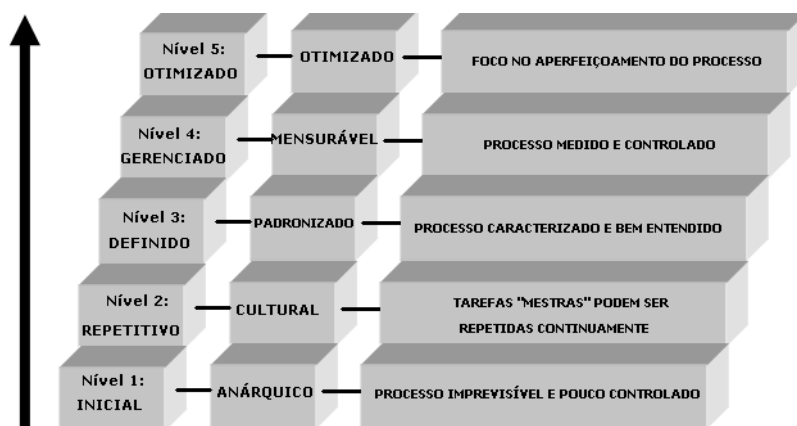 Nível 5:
OTIMIZADO
OTIMIZADO
FOCO NO APERFEIÇOAMENTO DO PROCESSO
Nível 4:
GERENCIADO
MENSURÁVEL
PROCESSO MEDIDO E CONTROLADO
Nível 3:
DEFINIDO
PADRONIZADO
PROCESSO CARACTERIZADO E BEM ENTENDIDO
Nível 2:
REPETITIVO
CULTURAL
TAREFAS "MESTRAS" PODEM SER
REPETIDAS CONTINUAMENTE
Nível 1:
INICIAL
ANÁRQUICO
PROCESSO IMPREVISÍVEL E POUCO CONTROLADO